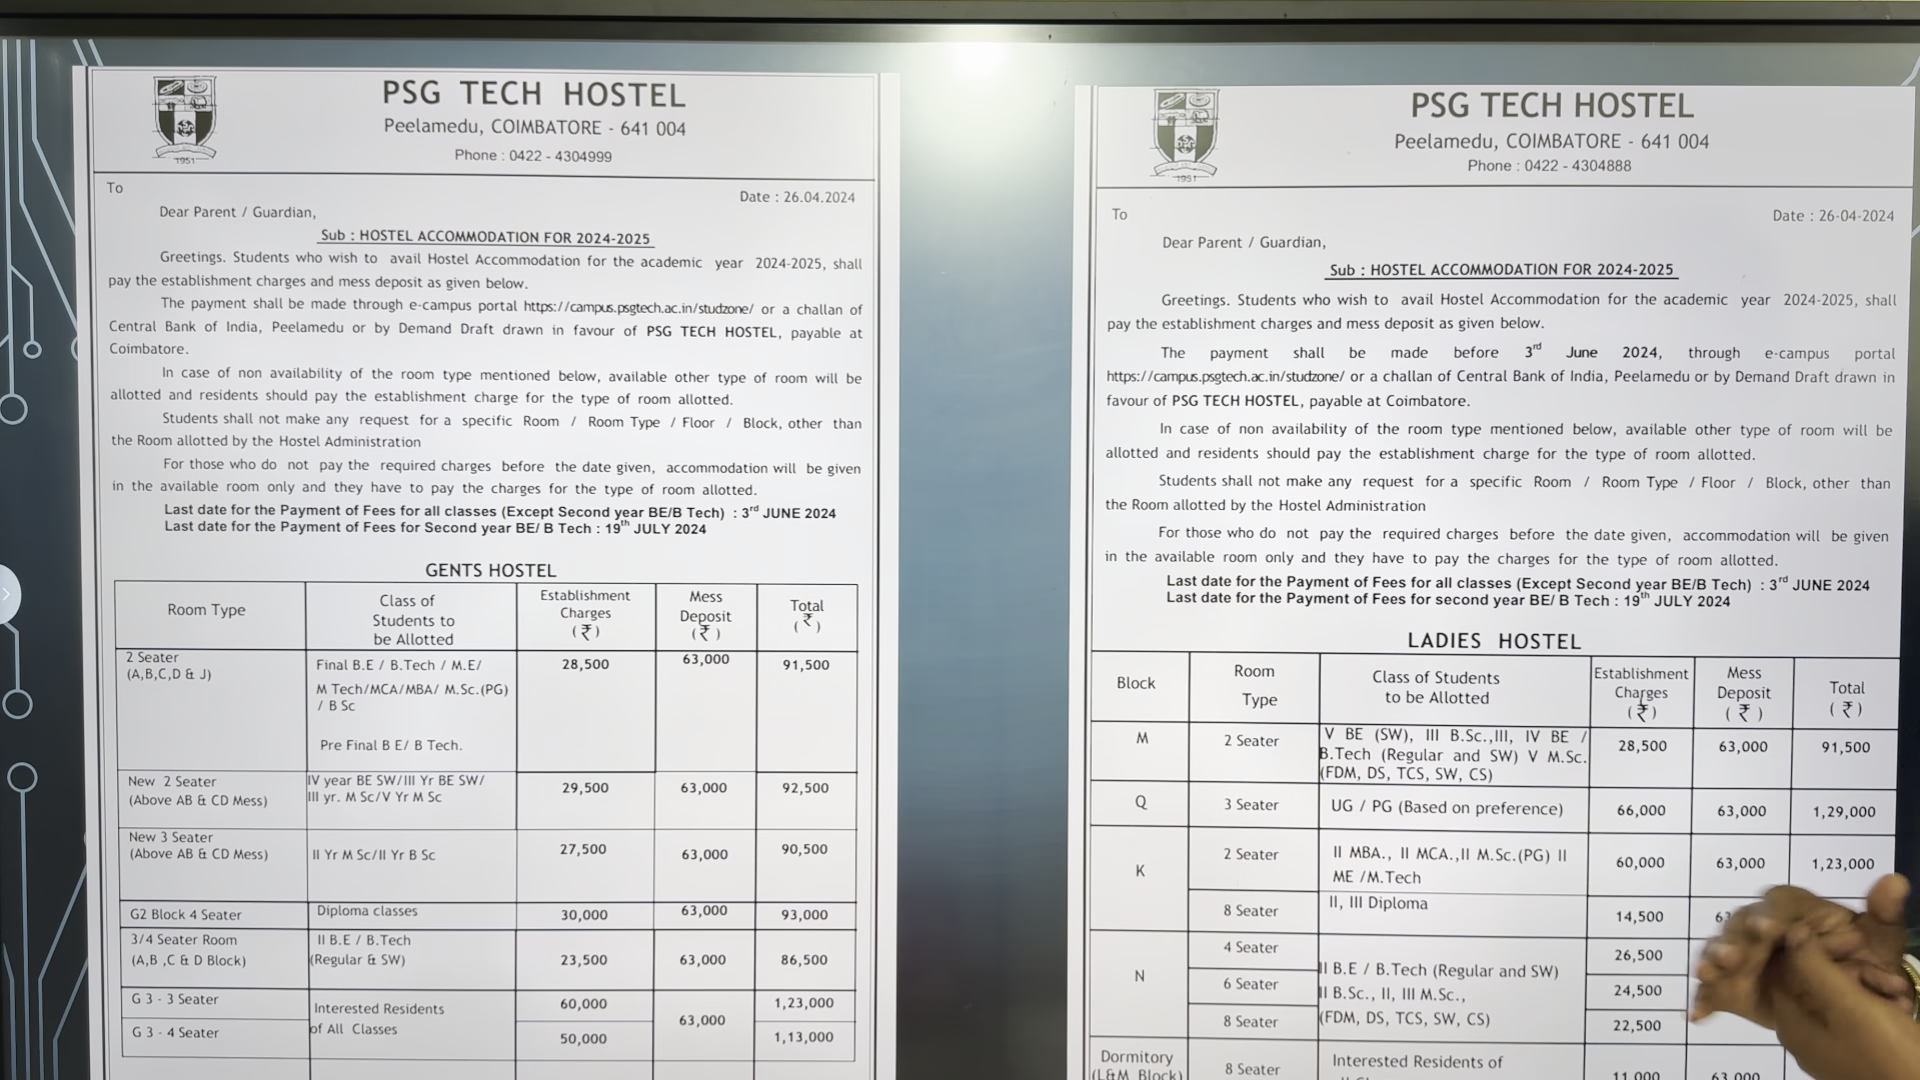 PSG TECH HOSTEL
Peelamedu, COIMBATORE - 641 004
Phone : 0422 - 4304999
1951
To
Date : 26.04.2024
Dear Parent / Guardian,
Sub : HOSTEL ACCOMMODATION FOR 2024-2025
Greetings. Students who wish to avail Hostel Accommodation for the academic year 2024-2025, shall
pay the establishment charges and mess deposit as given below.
The payment shall be made through e-campus portal https://campus.psgtech.ac.in/studzone/ or a challan of
Central Bank of India, Peelamedu or by Demand Draft drawn in favour of PSG TECH HOSTEL, payable at
Coimbatore.
In case of non availability of the room type mentioned below, available other type of room will be
allotted and residents should pay the establishment charge for the type of room allotted.
Students shall not make any request for a specific Room / Room Type / Floor / Block, other than
the Room allotted by the Hostel Administration
For those who do not pay the required charges before the date given, accommodation will be given
in the available room only and they have to pay the charges for the type of room allotted.
Last date for the Payment of Fees for all classes (Except Second year BE/B Tech) : 3rd JUNE 2024
Last date for the Payment of Fees for Second year BE/ B Tech : 19th JULY 2024
GENTS HOSTEL
Room Type
Class of
Students to
be Allotted
Establishment
Charges
(₹)
Mess
Deposit
(₹)
Total
(₹)
2 Seater
(A,B,C,D & J)
Final B.E / B.Tech / M.E/
M Tech/MCA/MBA/ M.Sc.(PG)
/ B Sc
Pre Final B E/ B Tech.
28,500
63,000
91,500
New 2 Seater
(Above AB & CD Mess)
IV year BE SW/III Yr BE SW/
III yr. M Sc/V Yr M Sc
29,500
63,000
92,500
New 3 Seater
(Above AB & CD Mess)
II Yr M Sc/II Yr B Sc
27,500
63,000
90,500
G2 Block 4 Seater
Diploma classes
30,000
63,000
93,000
3/4 Seater Room
(A,B ,C & D Block)
II B.E / B.Tech
(Regular & SW)
23,500
63,000
86,500
G 3 - 3 Seater
Interested Residents
of All Classes
60,000
63,000
1,23,000
G 3 - 4 Seater
50,000
1,13,000
PSG TECH HOSTEL
Peelamedu, COIMBATORE - 641 004
Phone : 0422 - 4304888
1951
To
Date : 26-04-2024
Dear Parent / Guardian,
Sub : HOSTEL ACCOMMODATION FOR 2024-2025
Greetings. Students who wish to avail Hostel Accommodation for the academic year 2024-2025, shall
pay the establishment charges and mess deposit as given below.
The payment shall be made before 3rd June 2024, through e-campus portal
https://campus.psgtech.ac.in/studzone/ or a challan of Central Bank of India, Peelamedu or by Demand Draft drawn in
favour of PSG TECH HOSTEL, payable at Coimbatore.
In case of non availability of the room type mentioned below, available other type of room will be
allotted and residents should pay the establishment charge for the type of room allotted.
Students shall not make any request for a specific Room / Room Type / Floor / Block, other than
the Room allotted by the Hostel Administration
For those who do not pay the required charges before the date given, accommodation will be given
in the available room only and they have to pay the charges for the type of room allotted.
Last date for the Payment of Fees for all classes (Except Second year BE/B Tech) : 3rd JUNE 2024
Last date for the Payment of Fees for second year BE/ B Tech : 19th JULY 2024
LADIES HOSTEL
Block
Room
Type
Class of Students
to be Allotted
Establishment
Charges
(₹)
Mess
Deposit
(₹)
Total
(₹)
M
2 Seater
V BE (SW), III B.Sc.,III, IV BE /
B.Tech (Regular and SW) V M.Sc.
(FDM, DS, TCS, SW, CS)
28,500
63,000
91,500
Q
3 Seater
UG / PG (Based on preference)
66,000
63,000
1,29,000
K
2 Seater
II MBA., II MCA.,II M.Sc.(PG) II
ME /M.Tech
60,000
63,000
1,23,000
8 Seater
II, III Diploma
14,500
N
4 Seater
6 Seater
8 Seater
II B.E / B.Tech (Regular and SW)
II B.Sc., II, III M.Sc.,
(FDM, DS, TCS, SW, CS)
26,500
24,500
22,500
Dormitory
(L&M Block)
8 Seater
Interested Residents of
11,000
63,000